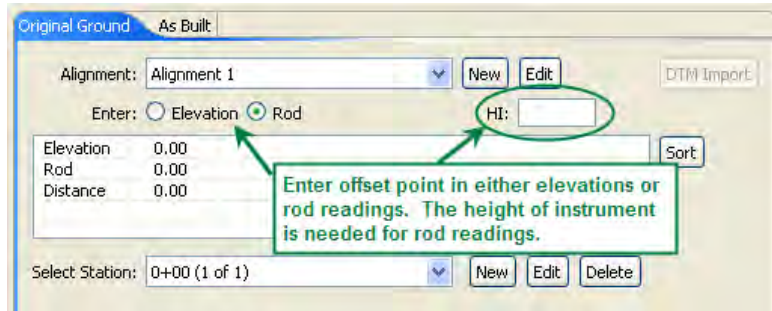 Original Ground As Built
Alignment: Alignment 1 New Edit DTM Import
Enter: Elevation Rod HI:
Elevation 0.00
Rod 0.00
Distance 0.00
Sort
Enter offset point in either elevations or
rod readings. The height of instrument
is needed for rod readings.
Select Station: 0+00 (1 of 1) New Edit Delete